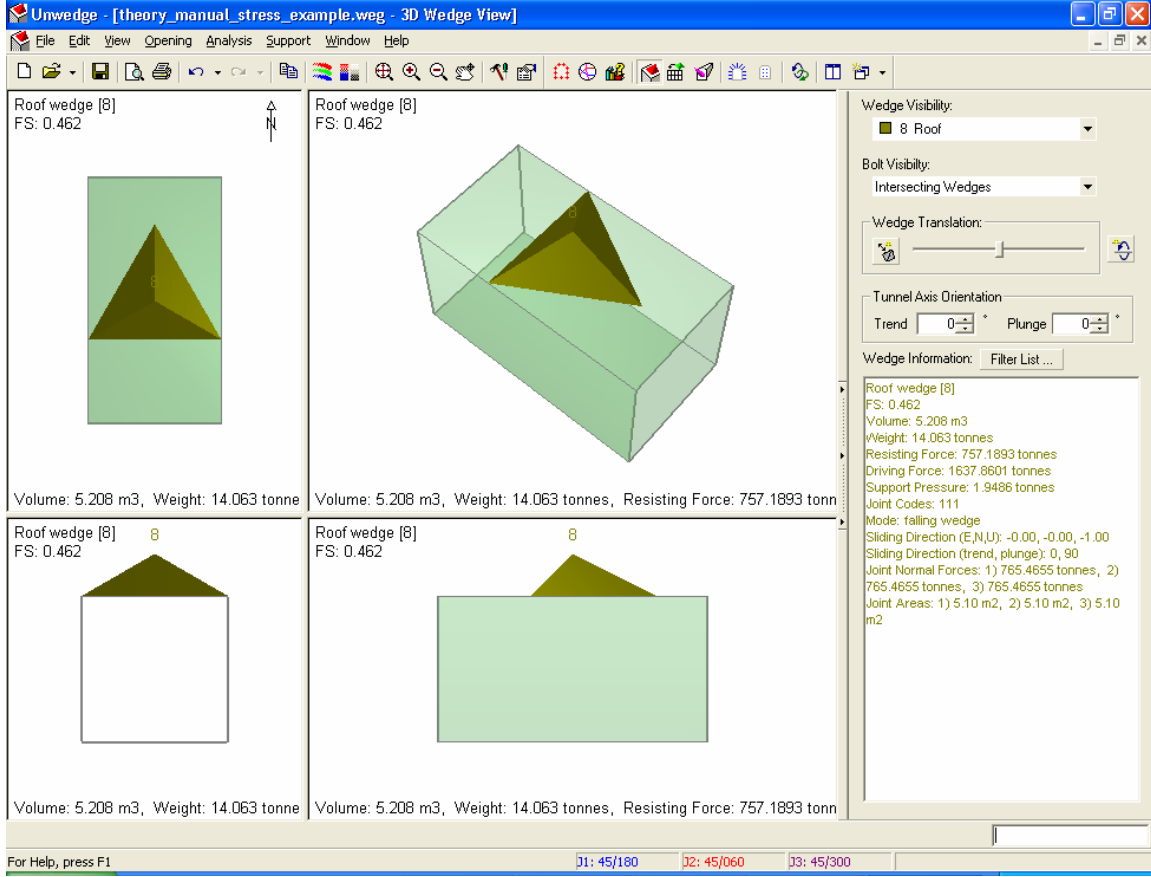 Unwedge - [theory_manual_stress_example.weg - 3D Wedge View]
File Edit View Opening Analysis Support Window Help
Roof wedge [8]
FS: 0.462
N
8
Volume: 5.208 m3, Weight: 14.063 tonne
Roof wedge [8]
FS: 0.462
8
Volume: 5.208 m3, Weight: 14.063 tonnes, Resisting Force: 757.1893 tonn
Roof wedge [8]
FS: 0.462
8
Volume: 5.208 m3, Weight: 14.063 tonne
Roof wedge [8]
FS: 0.462
8
Volume: 5.208 m3, Weight: 14.063 tonnes, Resisting Force: 757.1893 tonn
Wedge Visibility:
8 Roof
Bolt Visibilty:
Intersecting Wedges
Wedge Translation:
Tunnel Axis Orientation
Trend 0 ° Plunge 0 °
Wedge Information: Filter List ...
Roof wedge [8]
FS: 0.462
Volume: 5.208 m3
Weight: 14.063 tonnes
Resisting Force: 757.1893 tonnes
Driving Force: 1637.8601 tonnes
Support Pressure: 1.9486 tonnes
Joint Codes: 111
Mode: falling wedge
Sliding Direction (E,N,U): -0.00, -0.00, -1.00
Sliding Direction (trend, plunge): 0, 90
Joint Normal Forces: 1) 765.4655 tonnes, 2)
765.4655 tonnes, 3) 765.4655 tonnes
Joint Areas: 1) 5.10 m2, 2) 5.10 m2, 3) 5.10
m2
For Help, press F1
J1: 45/180
J2: 45/060
J3: 45/300